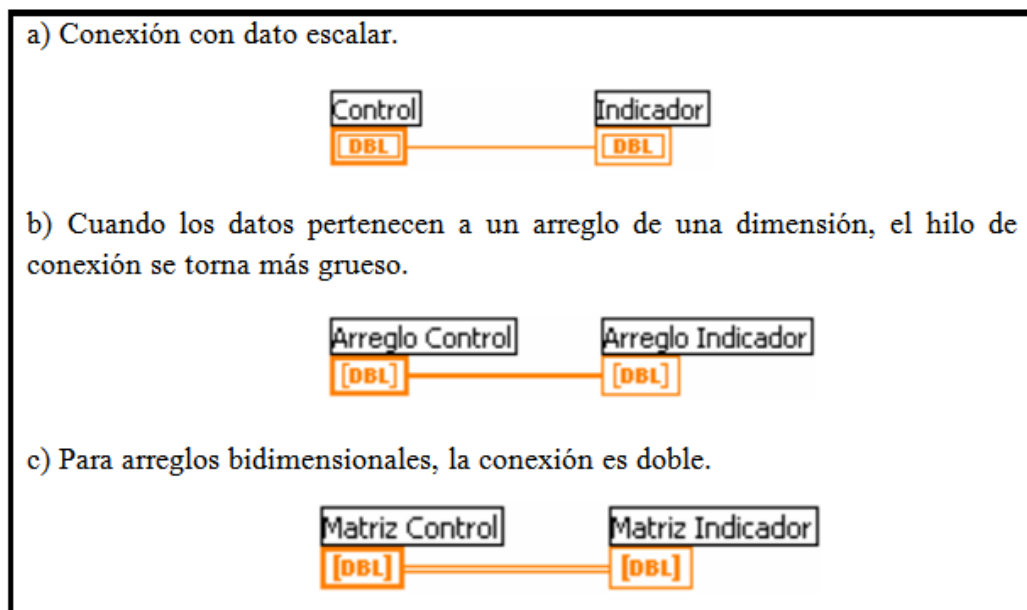 a) Conexión con dato escalar.
Control Indicador
DBL DBL
b) Cuando los datos pertenecen a un arreglo de una dimensión, el hilo de
conexión se torna más grueso.
Arreglo Control Arreglo Indicador
[DBL] [DBL]
c) Para arreglos bidimensionales, la conexión es doble.
Matriz Control Matriz Indicador
[DBL] [DBL]